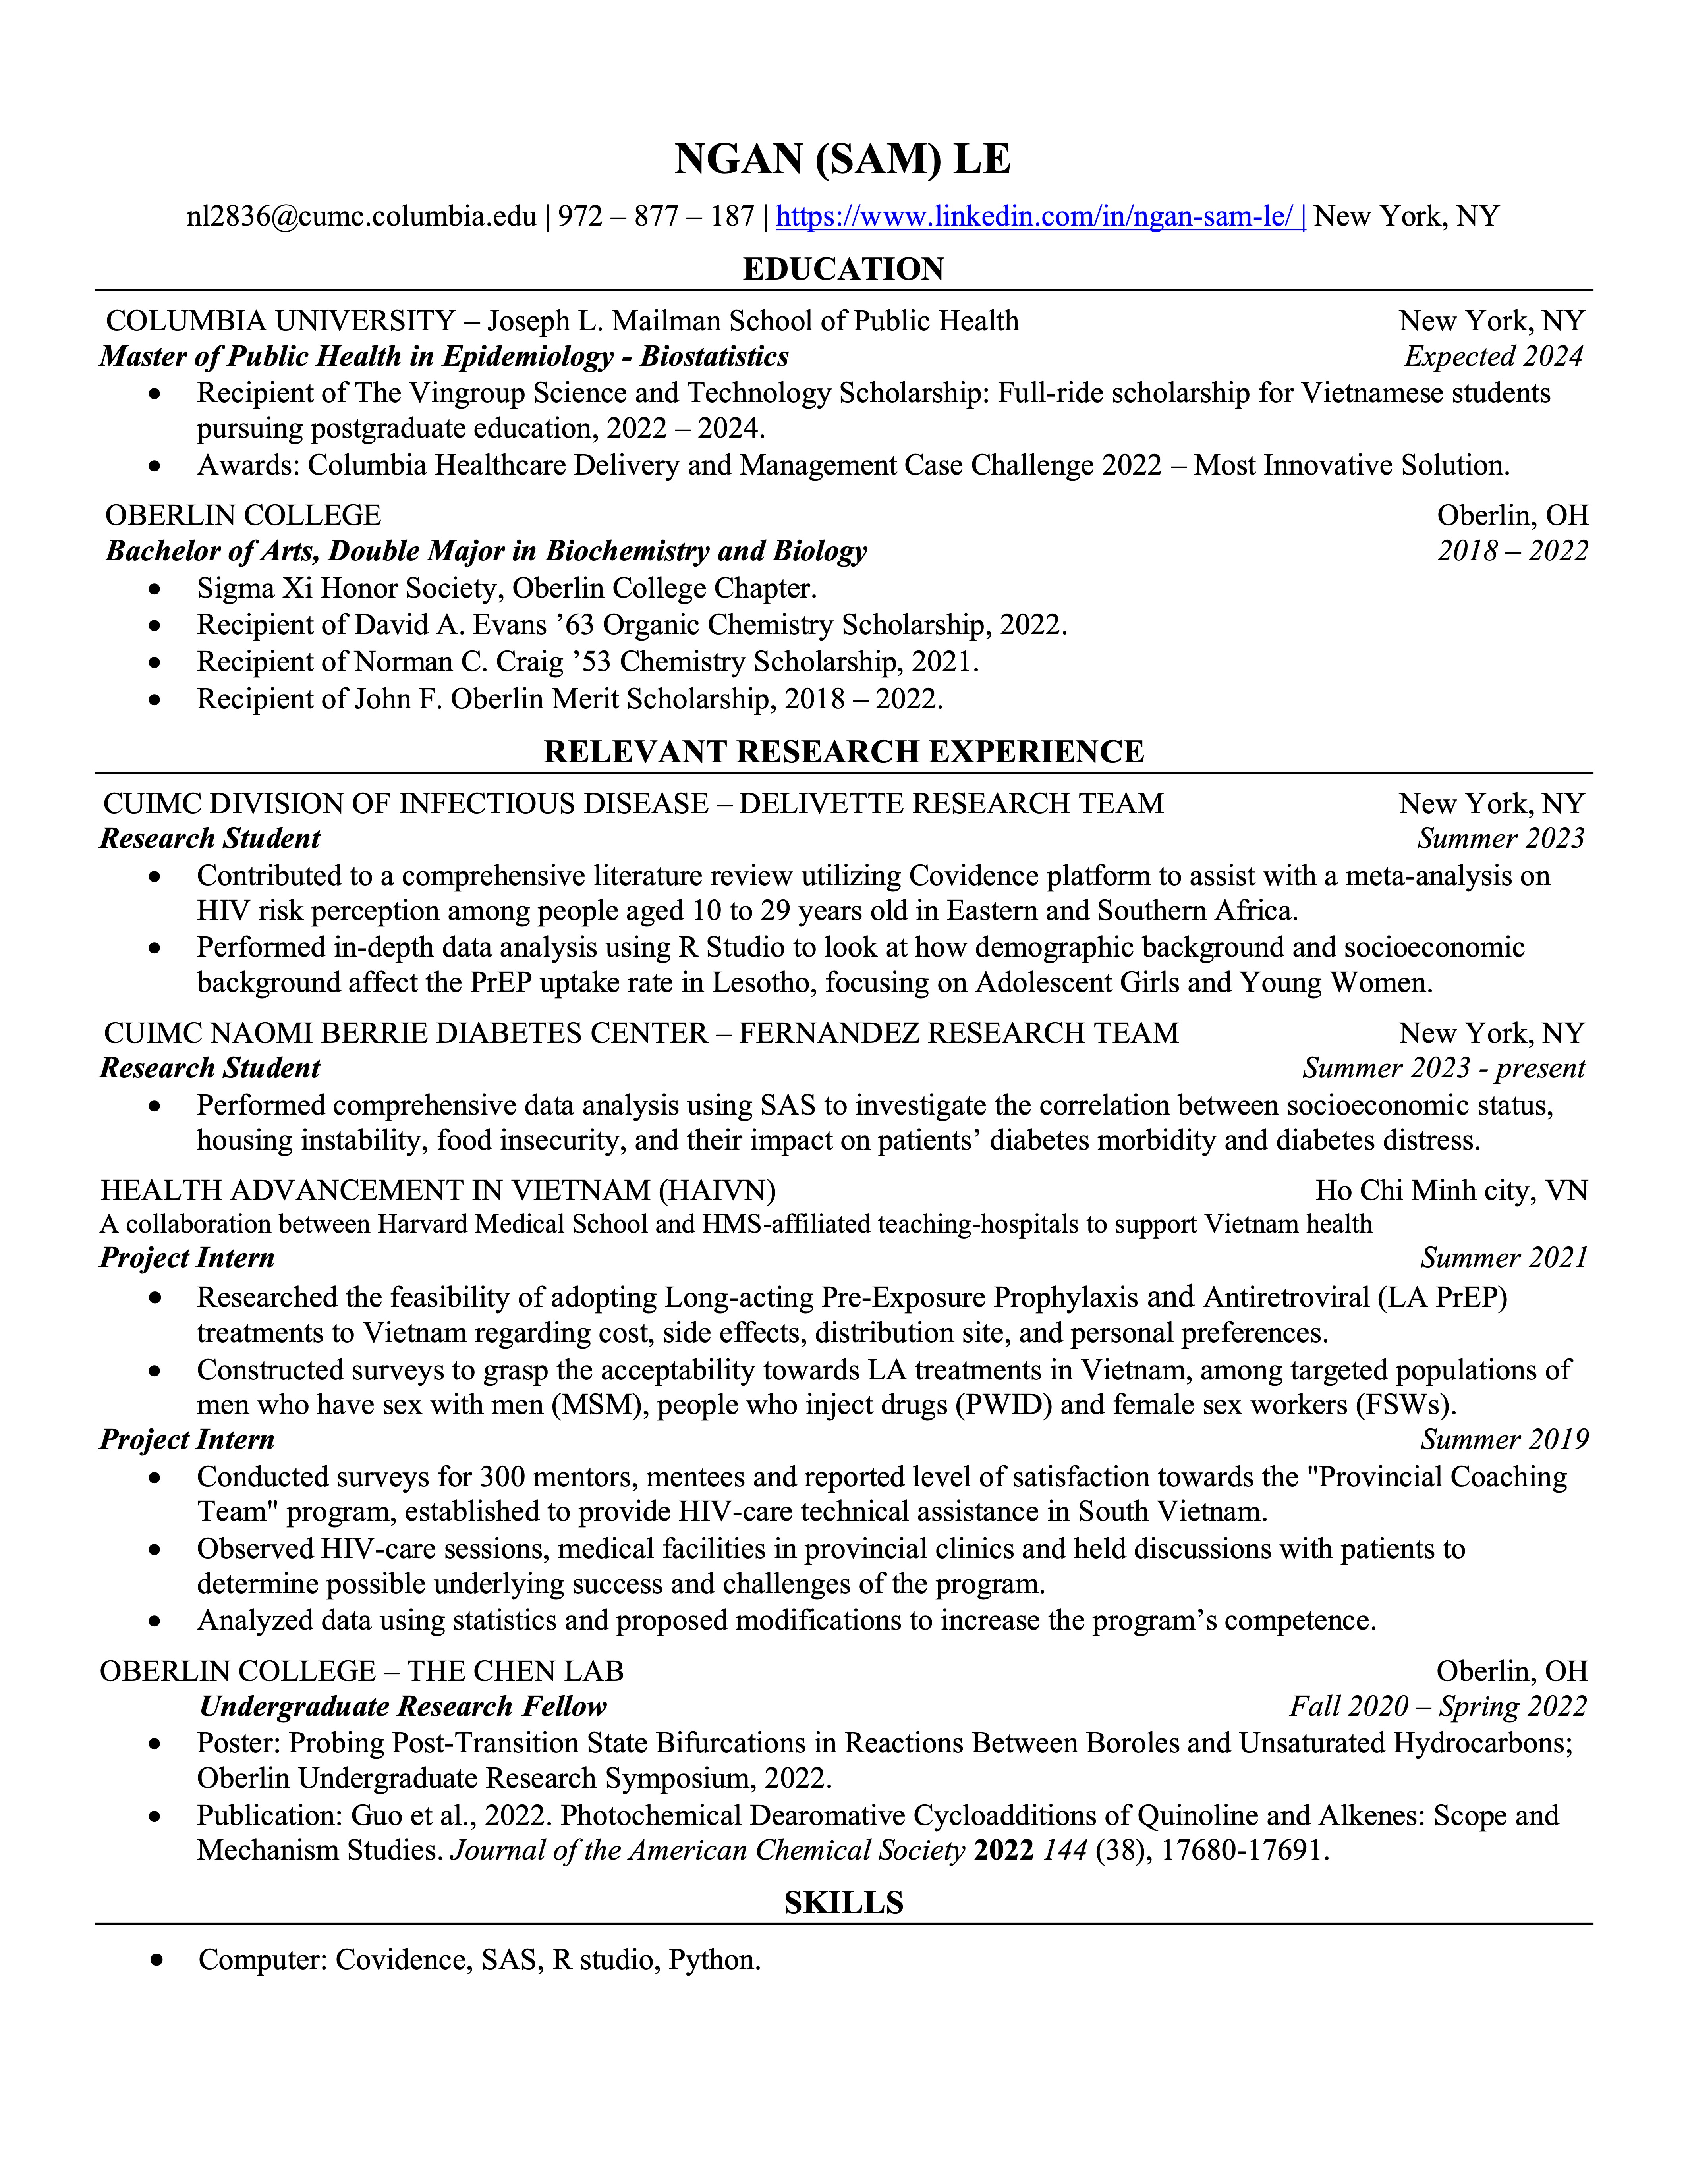 NGAN (SAM) LE
nl2836@cumc.columbia.edu | 972 – 877 – 187 | https://www.linkedin.com/in/ngan-sam-le/ | New York, NY
EDUCATION
COLUMBIA UNIVERSITY – Joseph L. Mailman School of Public Health New York, NY
Master of Public Health in Epidemiology - Biostatistics Expected 2024
• Recipient of The Vingroup Science and Technology Scholarship: Full-ride scholarship for Vietnamese students
pursuing postgraduate education, 2022 – 2024.
• Awards: Columbia Healthcare Delivery and Management Case Challenge 2022 – Most Innovative Solution.
OBERLIN COLLEGE Oberlin, OH
Bachelor of Arts, Double Major in Biochemistry and Biology 2018 – 2022
• Sigma Xi Honor Society, Oberlin College Chapter.
• Recipient of David A. Evans ’63 Organic Chemistry Scholarship, 2022.
• Recipient of Norman C. Craig ’53 Chemistry Scholarship, 2021.
• Recipient of John F. Oberlin Merit Scholarship, 2018 – 2022.
RELEVANT RESEARCH EXPERIENCE
CUIMC DIVISION OF INFECTIOUS DISEASE – DELIVETTE RESEARCH TEAM New York, NY
Research Student Summer 2023
• Contributed to a comprehensive literature review utilizing Covidence platform to assist with a meta-analysis on
HIV risk perception among people aged 10 to 29 years old in Eastern and Southern Africa.
• Performed in-depth data analysis using R Studio to look at how demographic background and socioeconomic
background affect the PrEP uptake rate in Lesotho, focusing on Adolescent Girls and Young Women.
CUIMC NAOMI BERRIE DIABETES CENTER – FERNANDEZ RESEARCH TEAM New York, NY
Research Student Summer 2023 - present
• Performed comprehensive data analysis using SAS to investigate the correlation between socioeconomic status,
housing instability, food insecurity, and their impact on patients’ diabetes morbidity and diabetes distress.
HEALTH ADVANCEMENT IN VIETNAM (HAIVN) Ho Chi Minh city, VN
A collaboration between Harvard Medical School and HMS-affiliated teaching-hospitals to support Vietnam health
Project Intern Summer 2021
• Researched the feasibility of adopting Long-acting Pre-Exposure Prophylaxis and Antiretroviral (LA PrEP)
treatments to Vietnam regarding cost, side effects, distribution site, and personal preferences.
• Constructed surveys to grasp the acceptability towards LA treatments in Vietnam, among targeted populations of
men who have sex with men (MSM), people who inject drugs (PWID) and female sex workers (FSWs).
Project Intern Summer 2019
• Conducted surveys for 300 mentors, mentees and reported level of satisfaction towards the "Provincial Coaching
Team" program, established to provide HIV-care technical assistance in South Vietnam.
• Observed HIV-care sessions, medical facilities in provincial clinics and held discussions with patients to
determine possible underlying success and challenges of the program.
• Analyzed data using statistics and proposed modifications to increase the program’s competence.
OBERLIN COLLEGE – THE CHEN LAB Oberlin, OH
Undergraduate Research Fellow Fall 2020 – Spring 2022
• Poster: Probing Post-Transition State Bifurcations in Reactions Between Boroles and Unsaturated Hydrocarbons;
Oberlin Undergraduate Research Symposium, 2022.
• Publication: Guo et al., 2022. Photochemical Dearomative Cycloadditions of Quinoline and Alkenes: Scope and
Mechanism Studies. Journal of the American Chemical Society 2022 144 (38), 17680-17691.
SKILLS
• Computer: Covidence, SAS, R studio, Python.